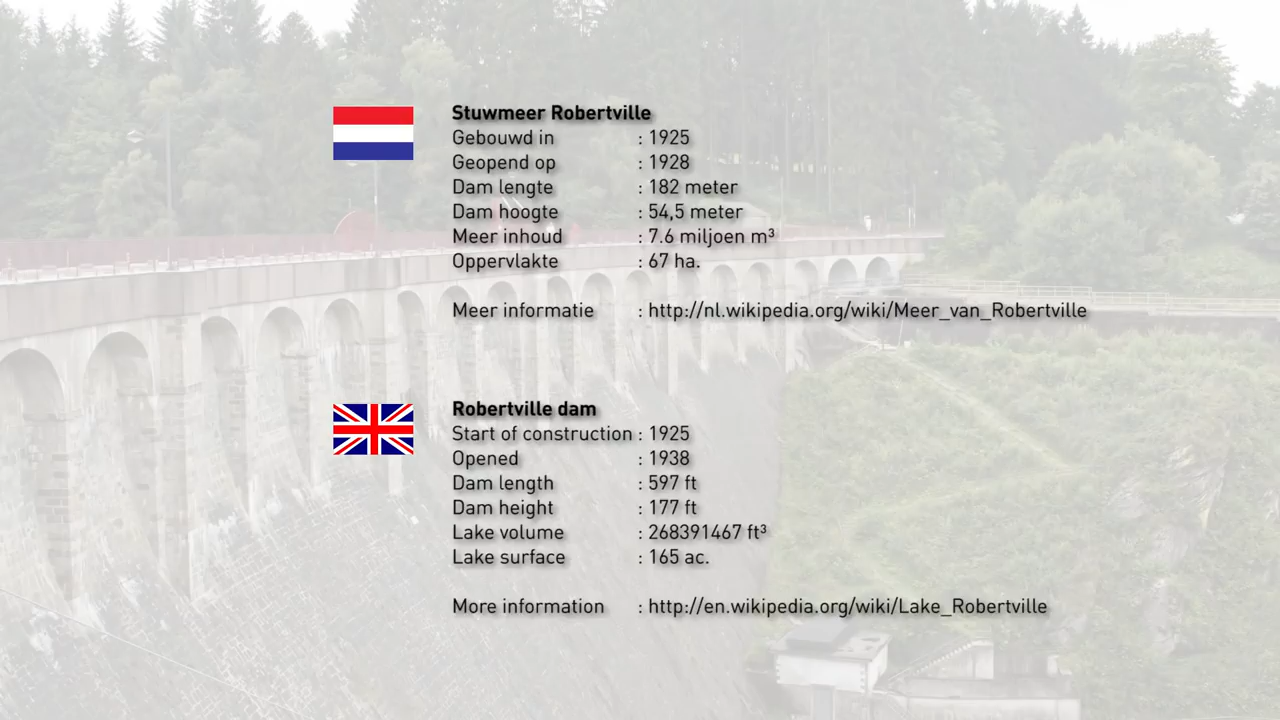 Stuwmeer Robertville
Gebouwd in : 1925
Geopend op : 1928
Dam lengte : 182 meter
Dam hoogte : 54,5 meter
Meer inhoud : 7.6 miljoen m³
Oppervlakte : 67 ha.
Meer informatie : http://nl.wikipedia.org/wiki/Meer_van_Robertville
Robertville dam
Start of construction : 1925
Opened : 1938
Dam length : 597 ft
Dam height : 177 ft
Lake volume : 268391467 ft³
Lake surface : 165 ac.
More information : http://en.wikipedia.org/wiki/Lake_Robertville